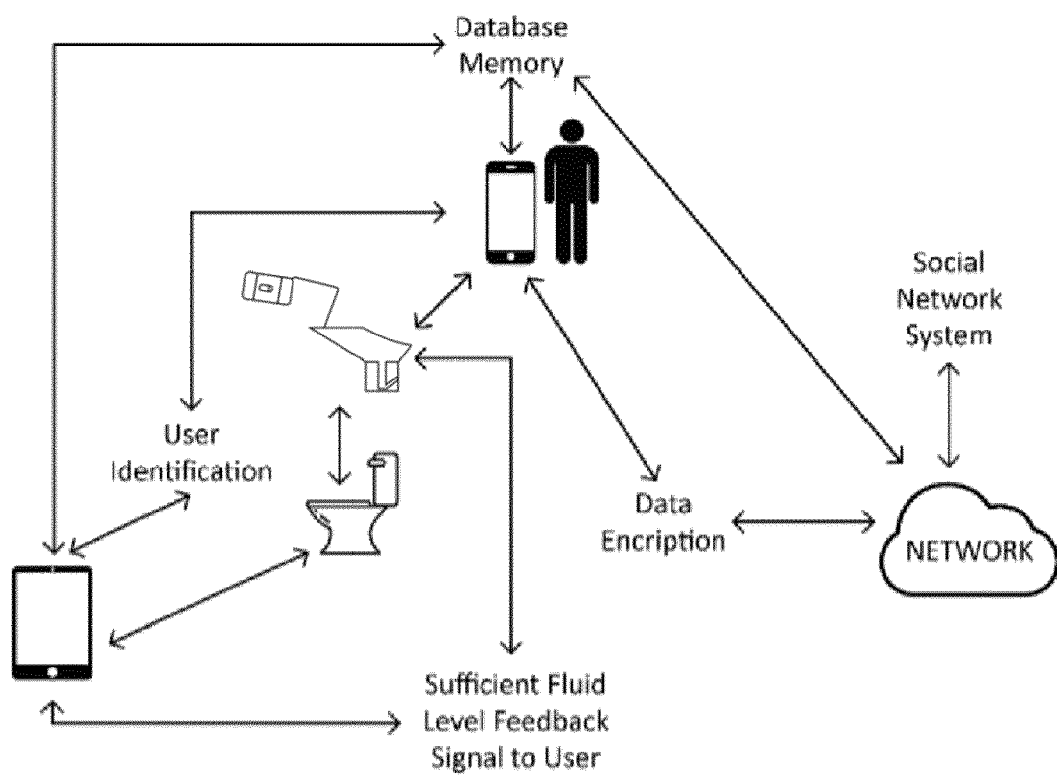 Database
Memory
Social
Network
System
User
Identification
Data
Encription
NETWORK
Sufficient Fluid
Level Feedback
Signal to User